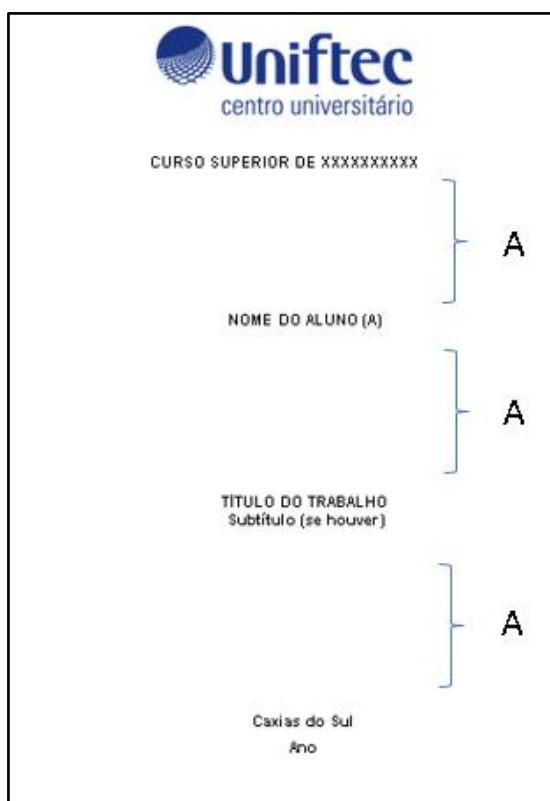 Uniftec
centro universitário
CURSO SUPERIOR DE XXXXXXXXXX
A
NOME DO ALUNO (A)
A
TÍTULO DO TRABALHO
Subtítulo (se houver)
A
Caxias do Sul
Ano